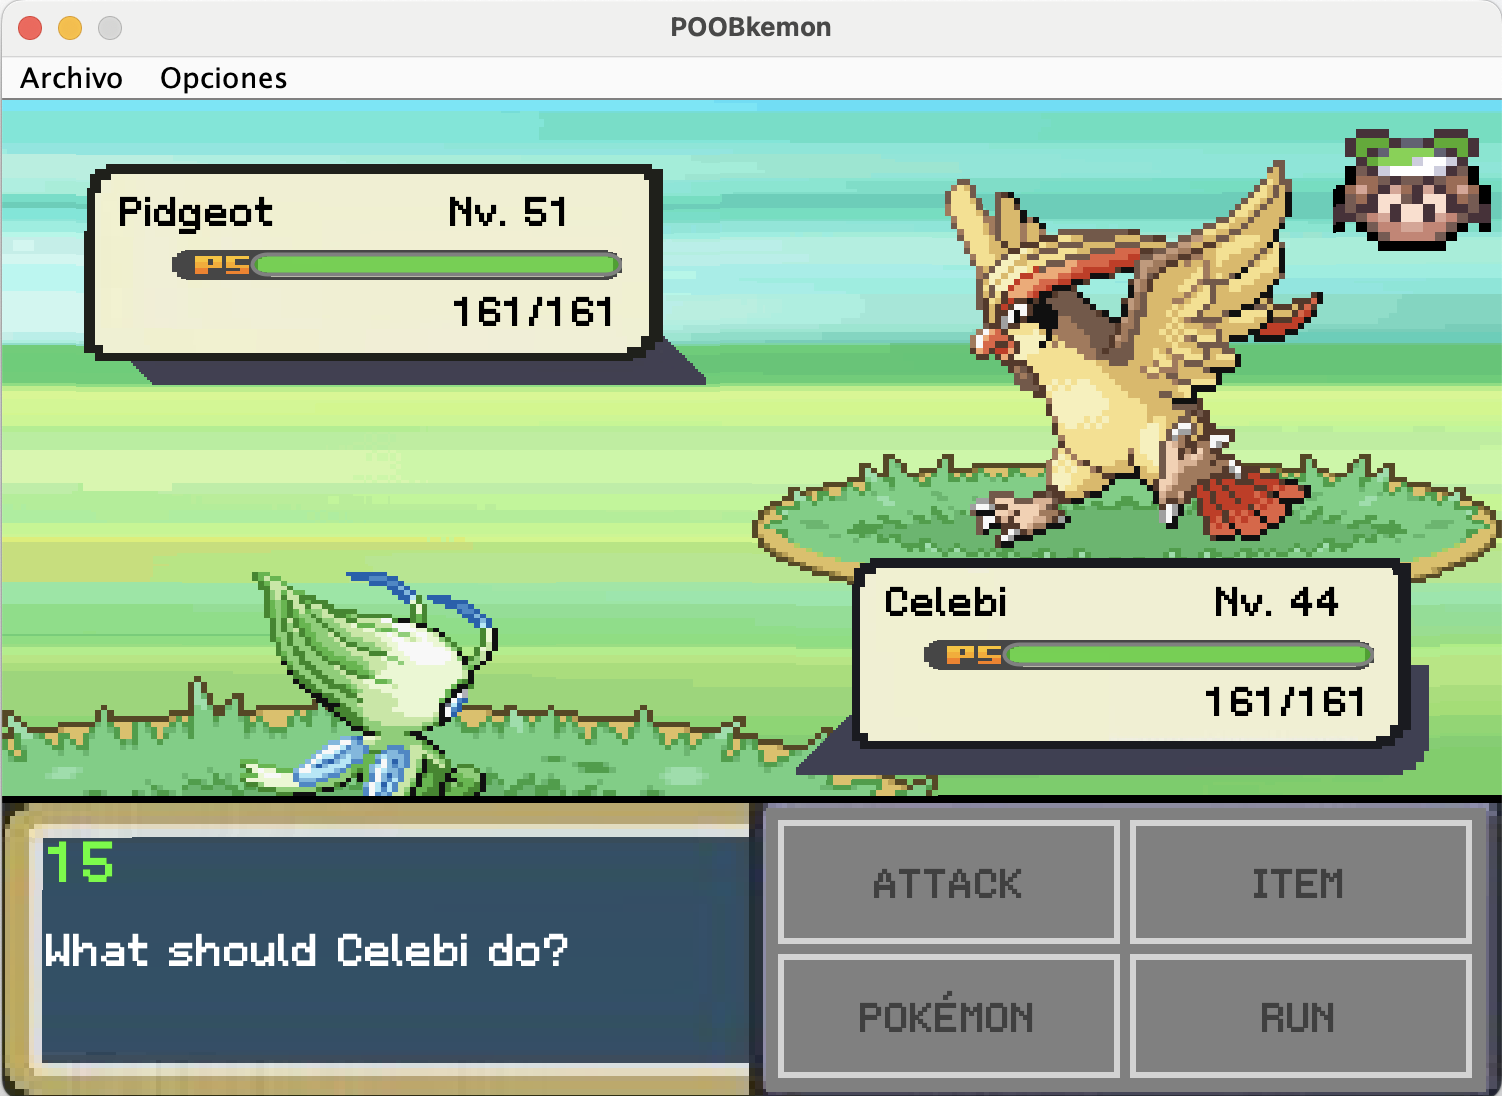 POOBkemon
Archivo Opciones
Pidgeot Nv. 51
PS
161/161
Celebi Nv. 44
PS
161/161
15
What should Celebi do?
ATTACK ITEM
POKÉMON RUN